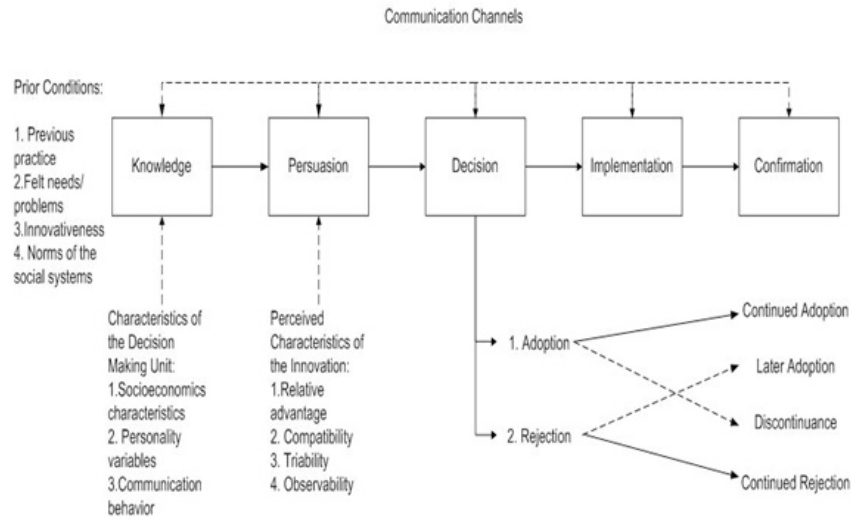 Communication Channels
Prior Conditions:
1. Previous
practice
2.Felt needs/
problems
3.Innovativeness
4. Norms of the
social systems
Knowledge
Persuasion
Decision
Implementation
Confirmation
Characteristics of
the Decision
Making Unit:
1.Socioeconomics
characteristics
2. Personality
variables
3.Communication
behavior
Perceived
Characteristics of
the Innovation:
1.Relative
advantage
2. Compatibility
3. Triability
4. Observability
1. Adoption
2. Rejection
Continued Adoption
Later Adoption
Discontinuance
Continued Rejection